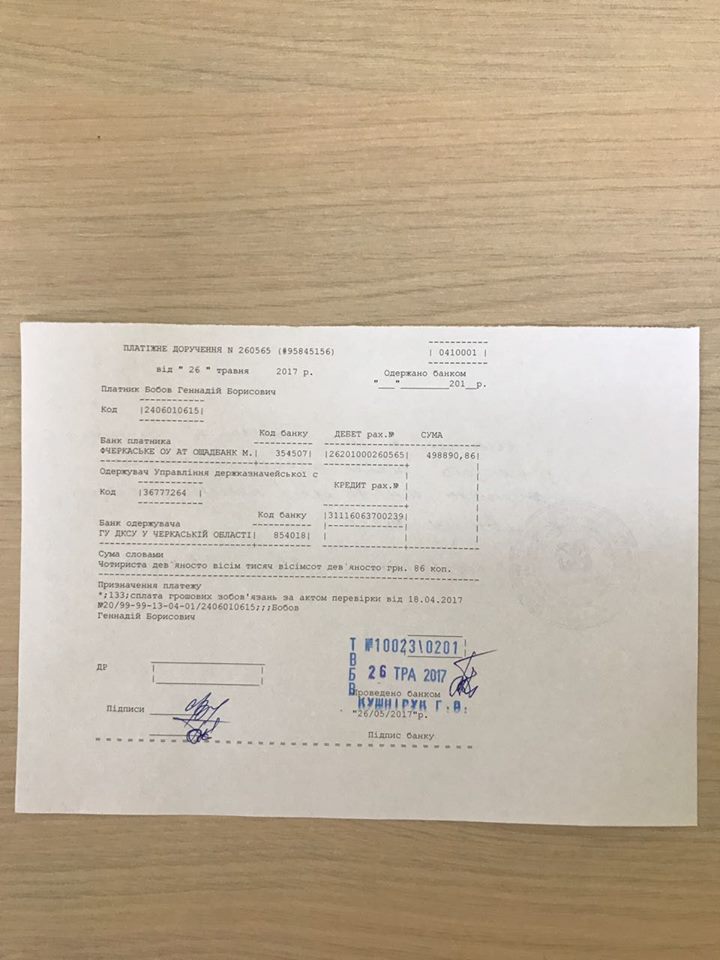 ПЛАТІЖНЕ ДОРУЧЕННЯ N 260565 (#95845156)
| 0410001 |
від " 26 " травня 2017 р.
Одержано банком
"___"________201__р.
Платник Бобов Геннадій Борисович
Код |2406010615|
Код банку ДЕБЕТ рах.№ СУМА
Банк платника
ФЧЕРКАСЬКЕ ОУ АТ ОЩАДБАНК М.| 354507| |26201000260565| 498890,86|
Одержувач Управління держказначейської с
КРЕДИТ рах.№
Код |36777264 |
Код банку |31116063700239|
Банк одержувача
ГУ ДКСУ У ЧЕРКАСЬКІЙ ОБЛАСТІ| 854018|
Сума словами
Чотириста дев`яносто вісім тисяч вісімсот дев`яносто грн. 86 коп.
Призначення платежу
*;133;сплата грошових зобов'язань за актом перевірки від 18.04.2017
№20/99-99-13-04-01/2406010615;;;Бобов
Геннадій Борисович
ТВБВ №10023\0201
26 ТРА 2017
ДР
Проведено банком
КУШНІРУК Г.В.
Підписи
"26/05/2017"р.
Підпис банку